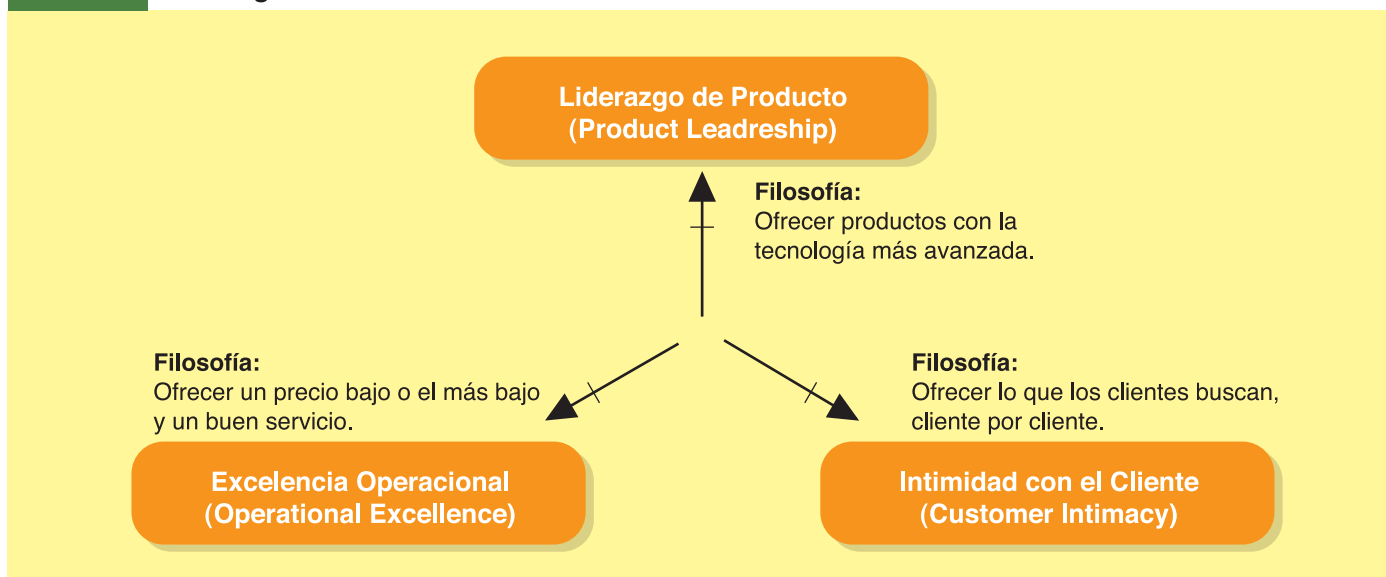 Liderazgo de Producto
(Product Leadreship)
Filosofía:
Ofrecer productos con la
tecnología más avanzada.
Filosofía:
Ofrecer un precio bajo o el más bajo
y un buen servicio.
Excelencia Operacional
(Operational Excellence)
Filosofía:
Ofrecer lo que los clientes buscan,
cliente por cliente.
Intimidad con el Cliente
(Customer Intimacy)